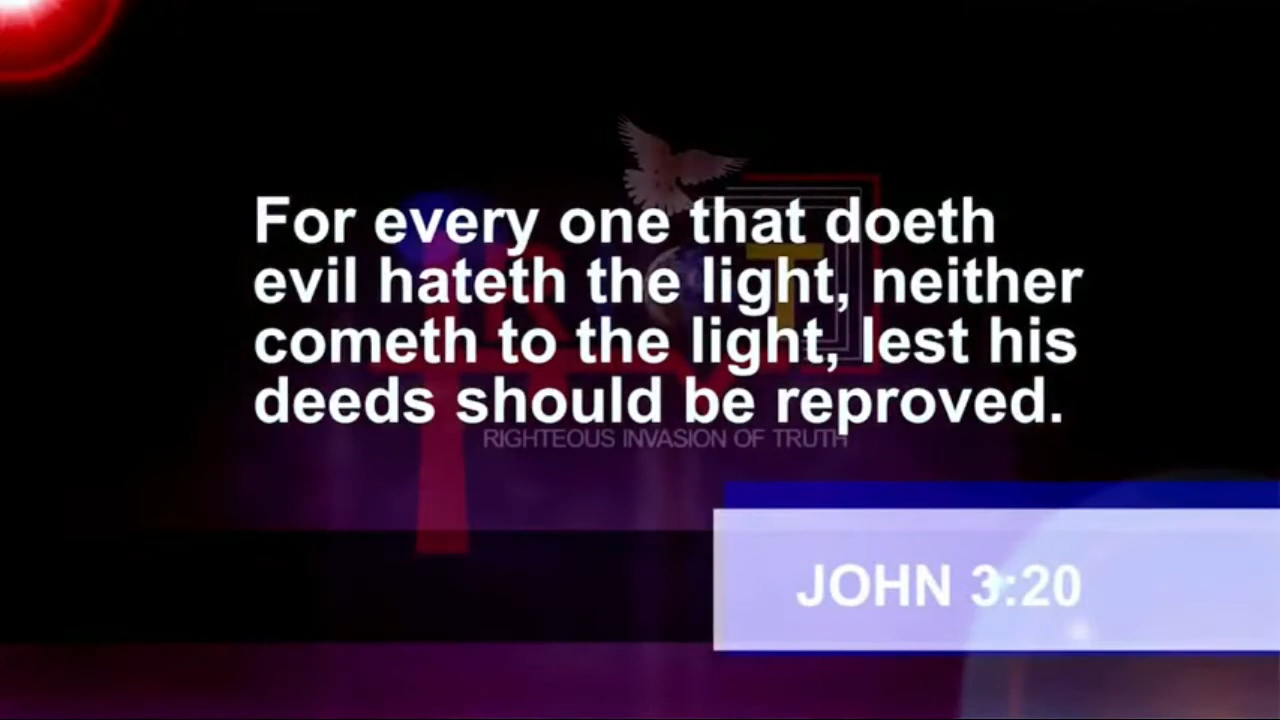 For every one that doeth
evil hateth the light, neither
cometh to the light, lest his
deeds should be reproved.
RIGHTEOUS INVASION OF TRUTH
JOHN 3:20